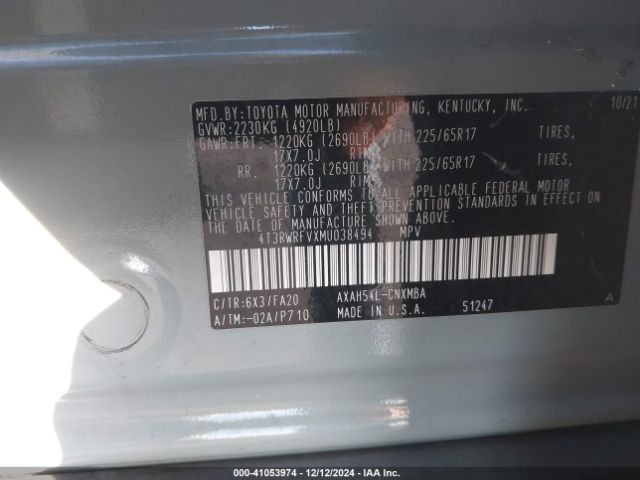 MFD.BY:TOYOTA MOTOR MANUFACTURING, KENTUCKY, INC. 10/21
GVWR:2230KG (4920LB)
GAWR:FRT. 1220KG (2690LB) WITH 225/65R17 TIRES,
17X7.0J RIMS
RR. 1220KG (2690LB) WITH 225/65R17 TIRES,
17X7.0J RIMS
THIS VEHICLE CONFORMS TO ALL APPLICABLE FEDERAL MOTOR
VEHICLE SAFETY AND THEFT PREVENTION STANDARDS IN EFFECT ON
THE DATE OF MANUFACTURE SHOWN ABOVE.
4T3RWRFVXMU038494 MPV
C/TR:6X3/FA20 AXAH54L-CNXMBA
A/TM:-02A/P710 MADE IN U.S.A. 51247 A
000-41053974 - 12/12/2024 - IAA Inc.